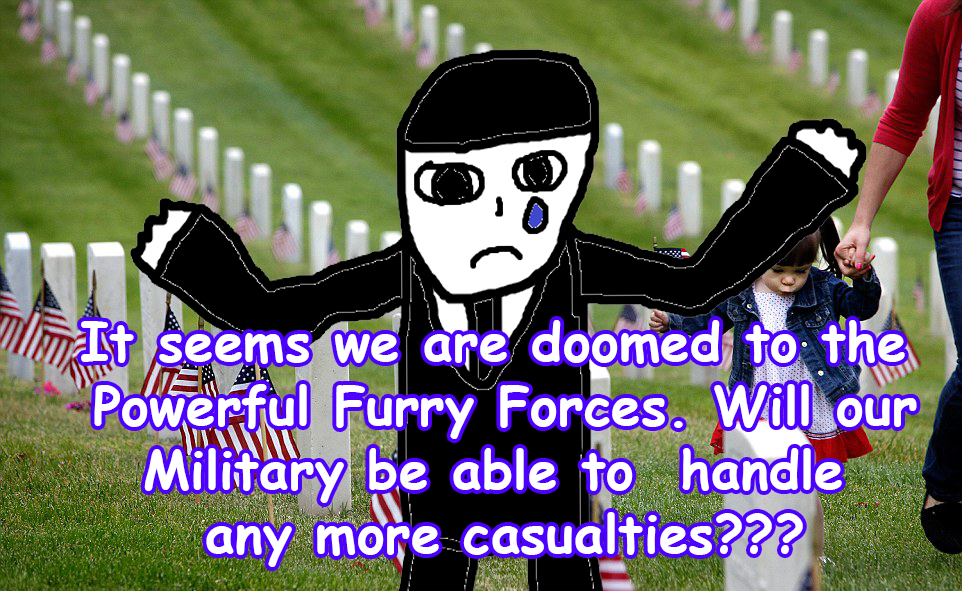 It seems we are doomed to the
Powerful Furry Forces. Will our
Military be able to handle
any more casualties???